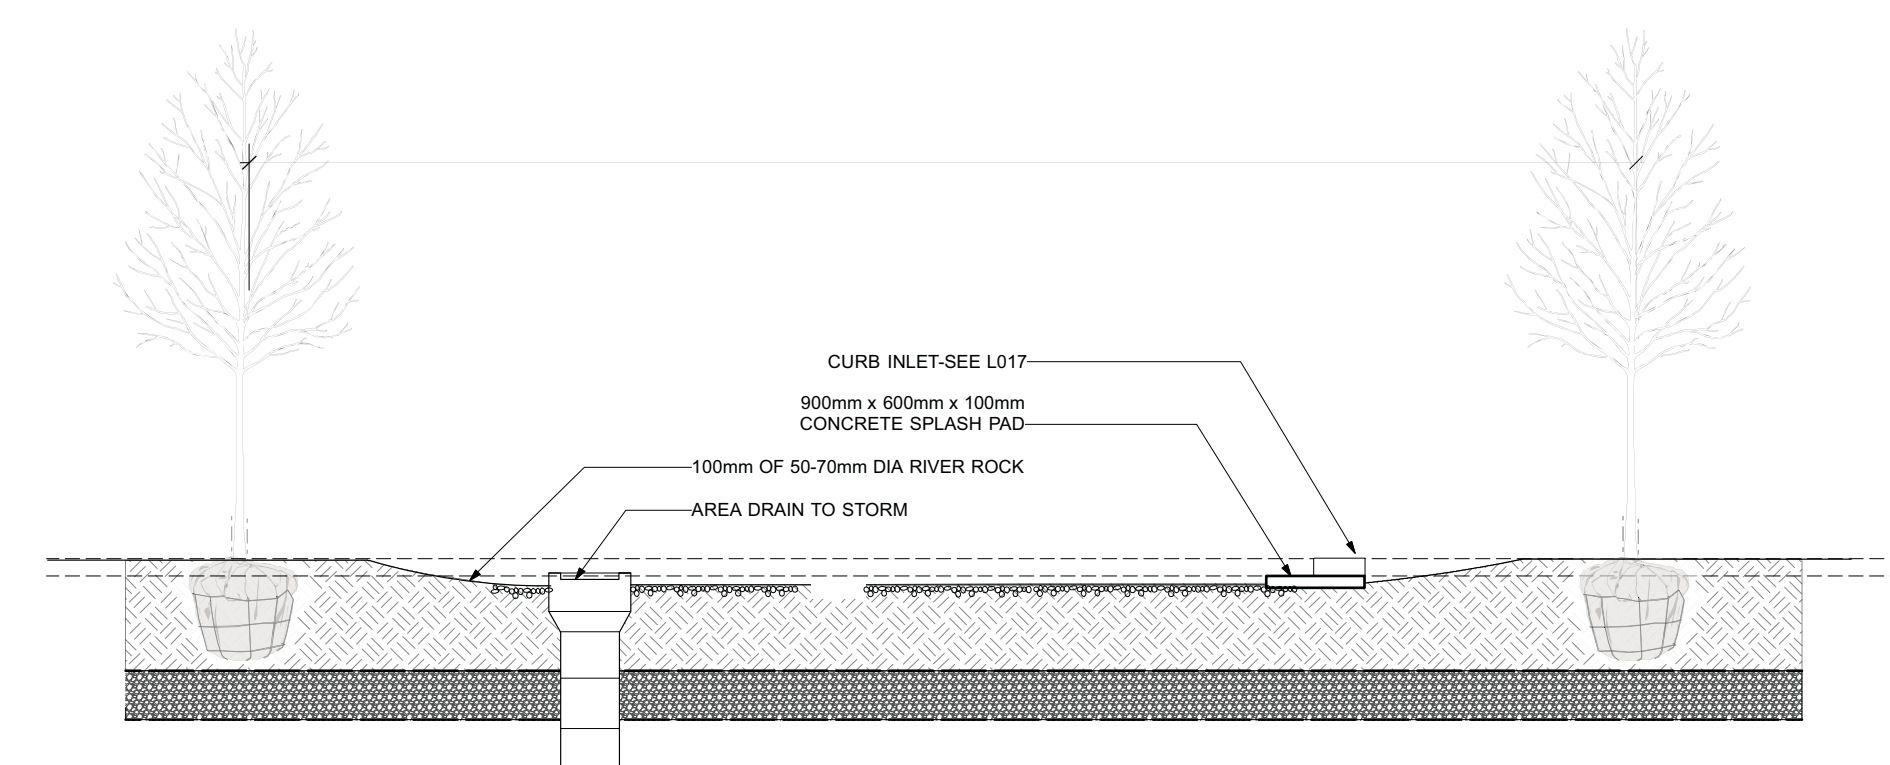 CURB INLET-SEE L017
900mm x 600mm x 100mm
CONCRETE SPLASH PAD
100mm OF 50-70mm DIA RIVER ROCK
AREA DRAIN TO STORM